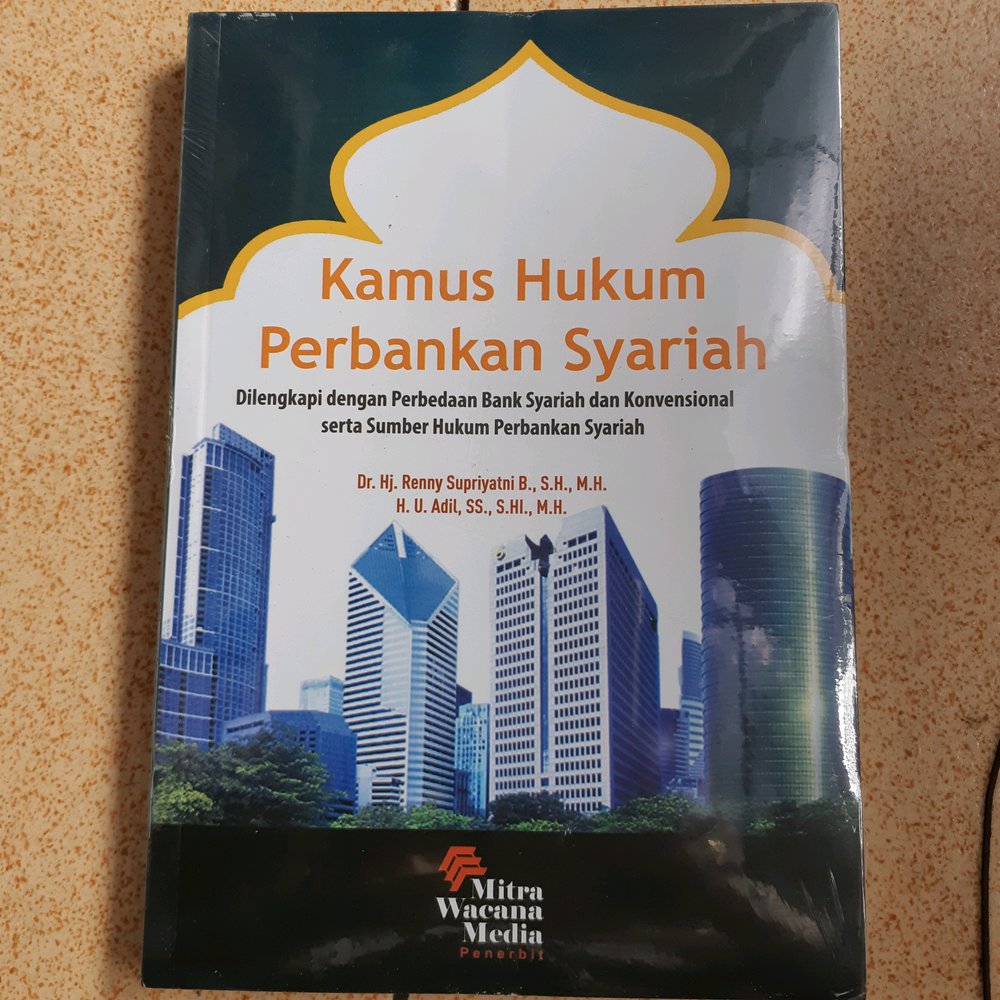 Kamus Hukum
Perbankan Syariah
Dilengkapi dengan Perbedaan Bank Syariah dan Konvensional
serta Sumber Hukum Perbankan Syariah
Dr. Hj. Renny Supriyatni B., S.H., M.H.
H. U. Adil, SS., S.HI., M.H.
Mitra
Wacana
Media
Penerbit